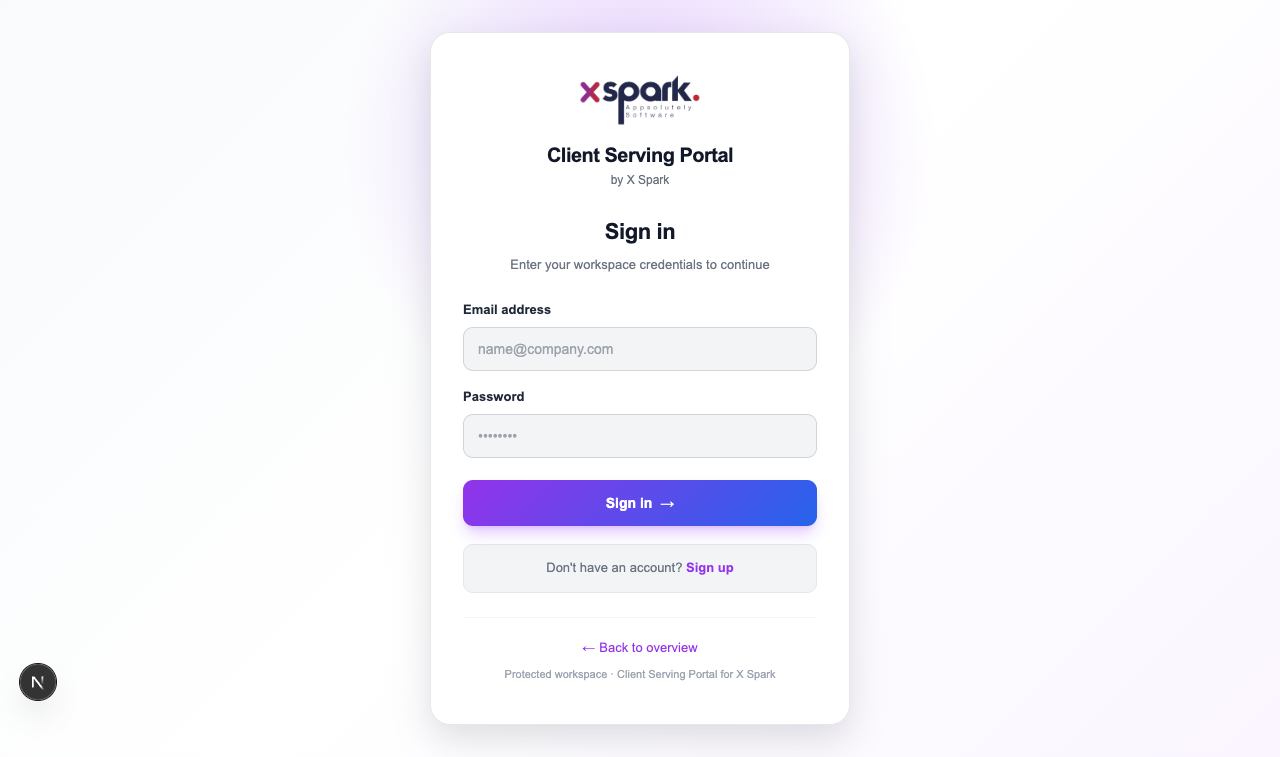 xspark.
Appsolutely
Software
Client Serving Portal
by X Spark
Sign in
Enter your workspace credentials to continue
Email address
name@company.com
Password
••••••••
Sign in →
Don't have an account? Sign up
← Back to overview
Protected workspace · Client Serving Portal for X Spark
N